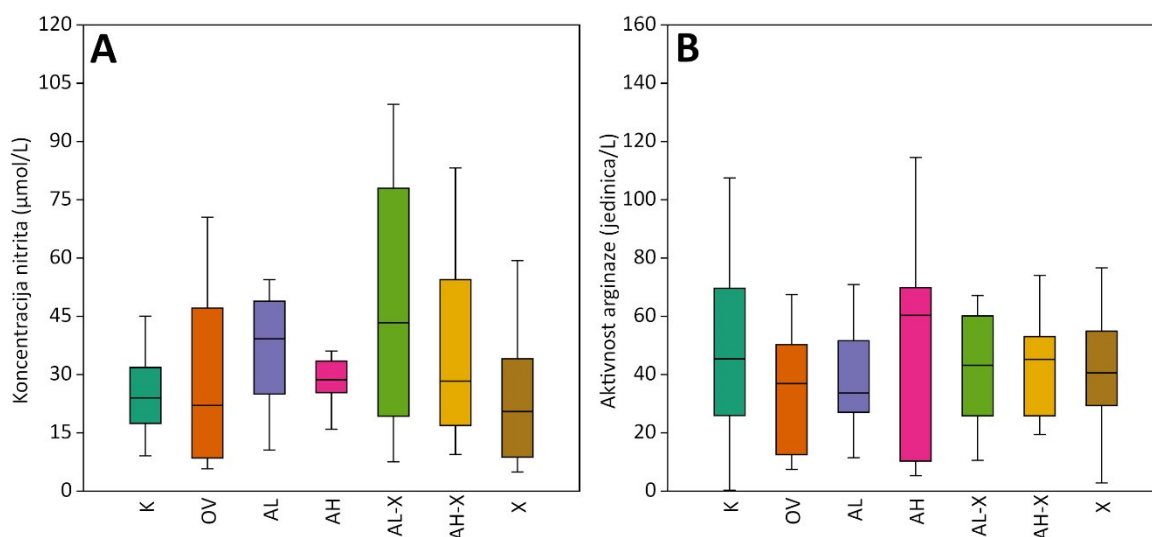 A
Koncentracija nitrita (µmol/L)
120
105
90
75
60
45
30
15
0
K
OV
AL
AH
AL-X
AH-X
X
B
Aktivnost arginaze (jedinica/L)
160
140
120
100
80
60
40
20
0
K
OV
AL
AH
AL-X
AH-X
X